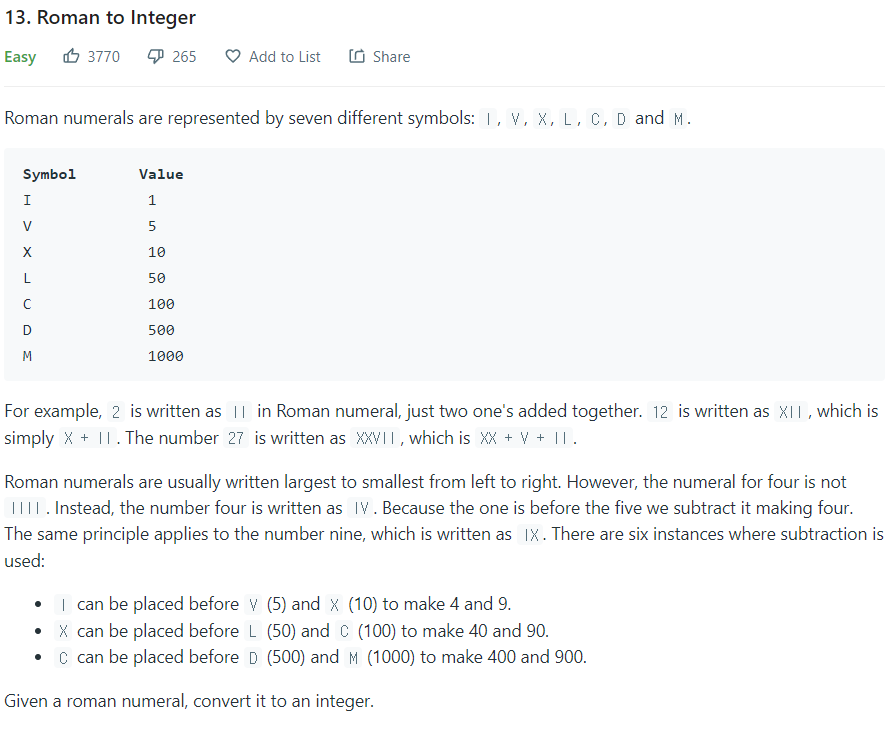 13. Roman to Integer
Easy 3770 265 Add to List Share
Roman numerals are represented by seven different symbols: I, V, X, L, C, D and M.
Symbol Value
I 1
V 5
X 10
L 50
C 100
D 500
M 1000
For example, 2 is written as II in Roman numeral, just two one's added together. 12 is written as XII, which is
simply X + II. The number 27 is written as XXVII, which is XX + V + II.
Roman numerals are usually written largest to smallest from left to right. However, the numeral for four is not
IIII. Instead, the number four is written as IV. Because the one is before the five we subtract it making four.
The same principle applies to the number nine, which is written as IX. There are six instances where subtraction is
used:
• I can be placed before V (5) and X (10) to make 4 and 9.
• X can be placed before L (50) and C (100) to make 40 and 90.
• C can be placed before D (500) and M (1000) to make 400 and 900.
Given a roman numeral, convert it to an integer.